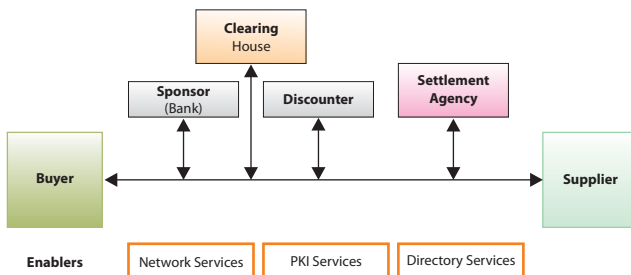 Clearing
House
Sponsor
(Bank)
Discounter
Settlement
Agency
Buyer
Supplier
Enablers
Network Services
PKI Services
Directory Services